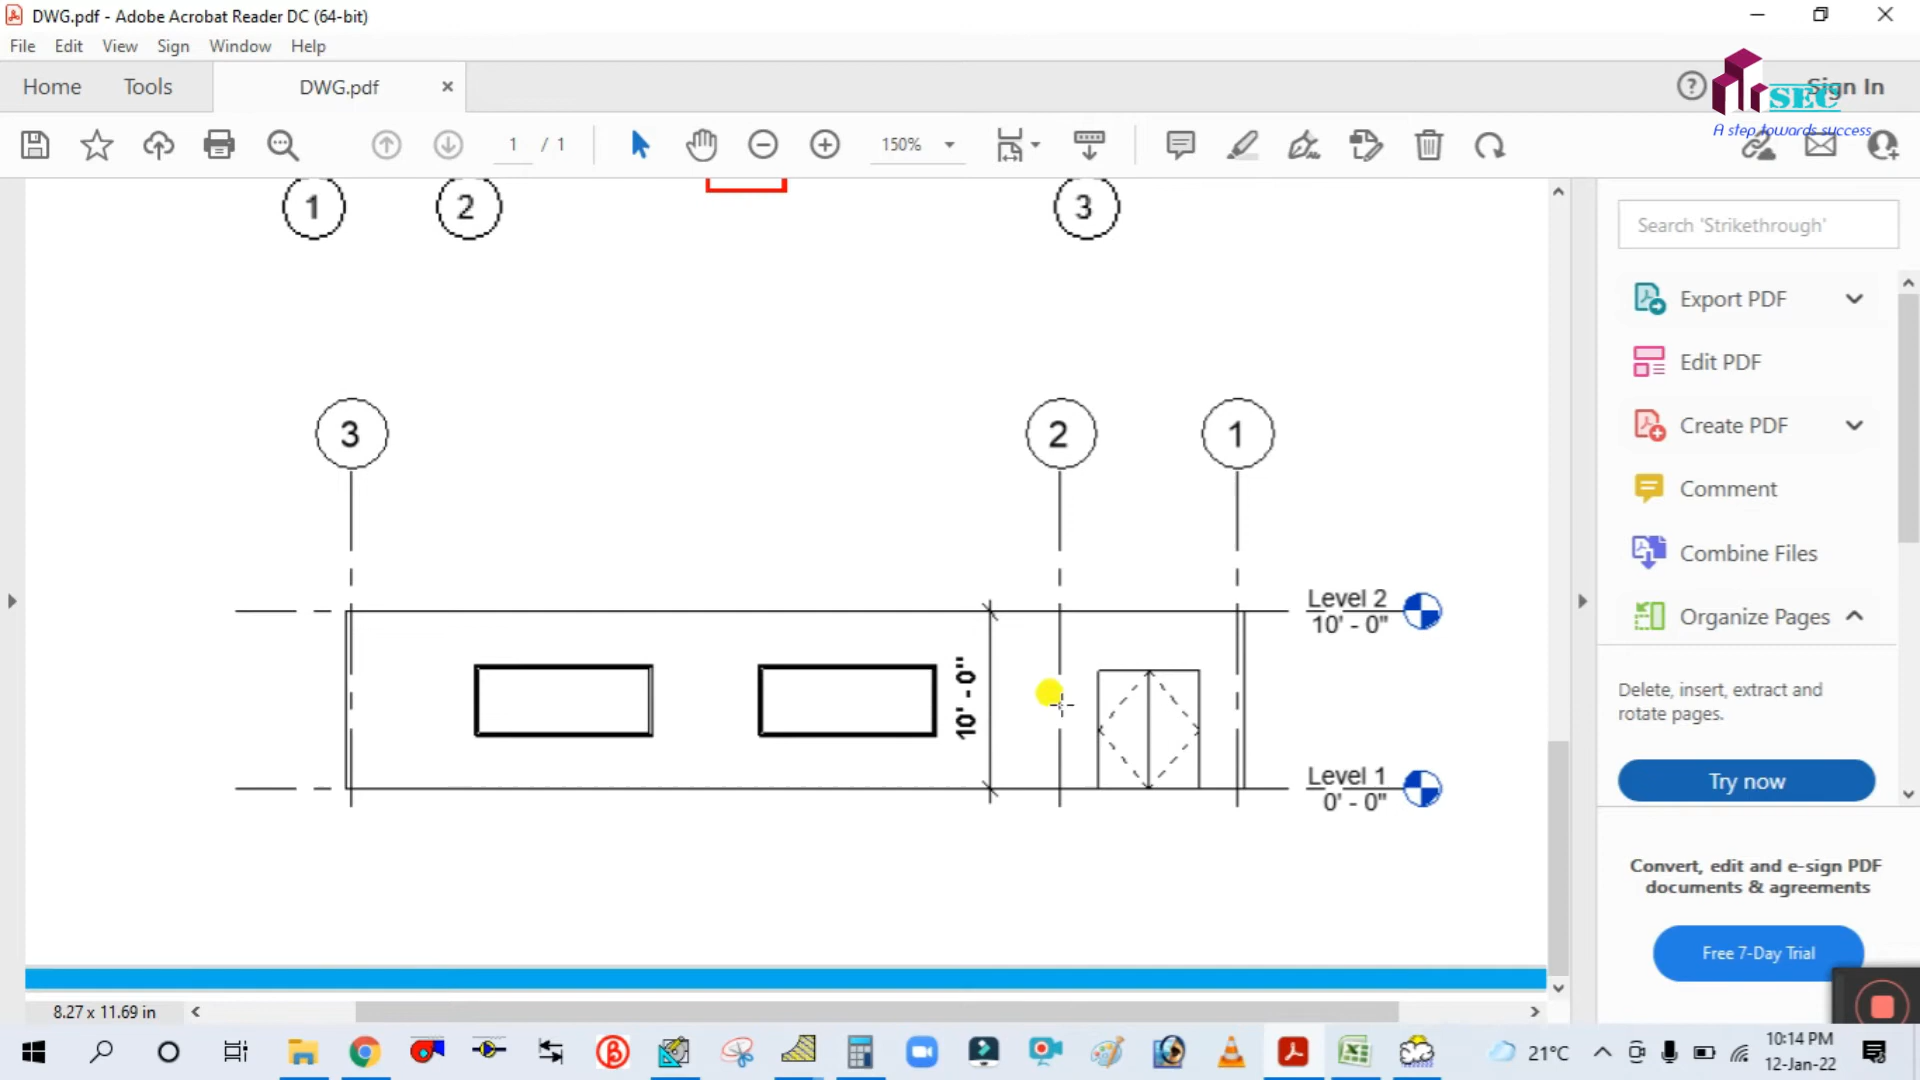 DWG.pdf - Adobe Acrobat Reader DC (64-bit)
File Edit View Sign Window Help
Home Tools DWG.pdf × ? Sign In
SEC
A step towards success
1 / 1 150%
1 2 3
Search 'Strikethrough'
Export PDF
Edit PDF
Create PDF
Comment
Combine Files
Organize Pages
Delete, insert, extract and
rotate pages.
Try now
Convert, edit and e-sign PDF
documents & agreements
Free 7-Day Trial
3 2 1
Level 2
10' - 0"
10' - 0"
Level 1
0' - 0"
8.27 x 11.69 in
21°C
10:14 PM
12-Jan-22